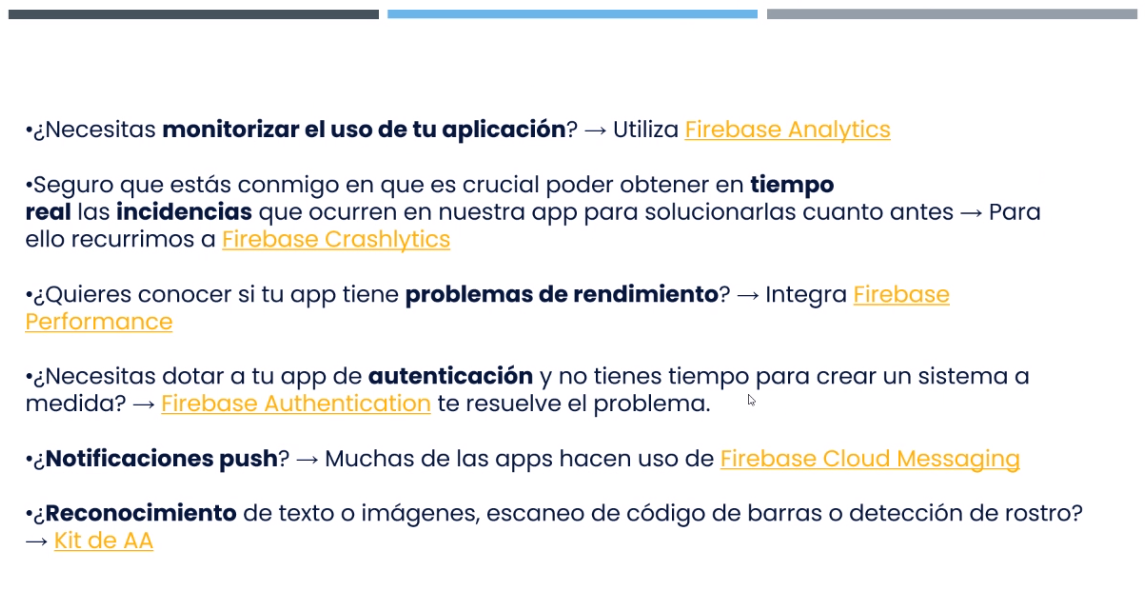 •¿Necesitas monitorizar el uso de tu aplicación? → Utiliza Firebase Analytics
•Seguro que estás conmigo en que es crucial poder obtener en tiempo
real las incidencias que ocurren en nuestra app para solucionarlas cuanto antes → Para
ello recurrimos a Firebase Crashlytics
•¿Quieres conocer si tu app tiene problemas de rendimiento? → Integra Firebase
Performance
•¿Necesitas dotar a tu app de autenticación y no tienes tiempo para crear un sistema a
medida? → Firebase Authentication te resuelve el problema.
•¿Notificaciones push? → Muchas de las apps hacen uso de Firebase Cloud Messaging
•¿Reconocimiento de texto o imágenes, escaneo de código de barras o detección de rostro?
→ Kit de AA